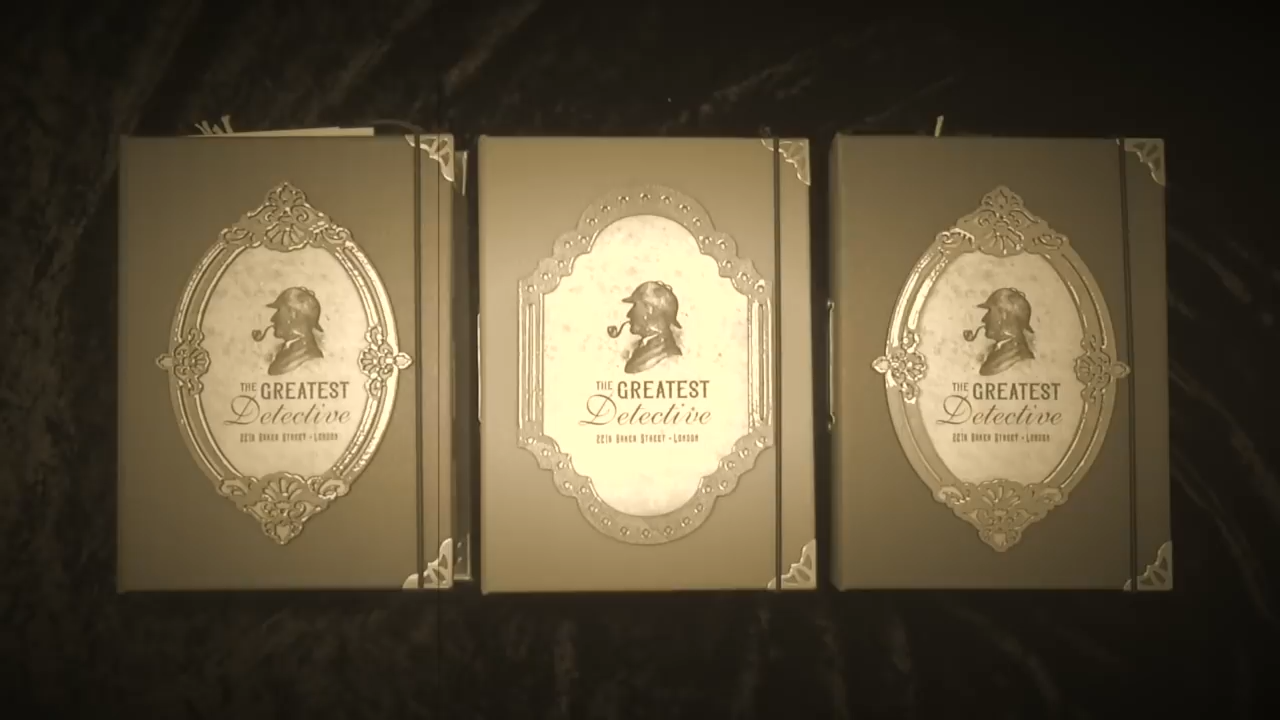 THE GREATEST
Detective
221B BAKER STREET • LONDON
THE GREATEST
Detective
221B BAKER STREET • LONDON
THE GREATEST
Detective
221B BAKER STREET • LONDON